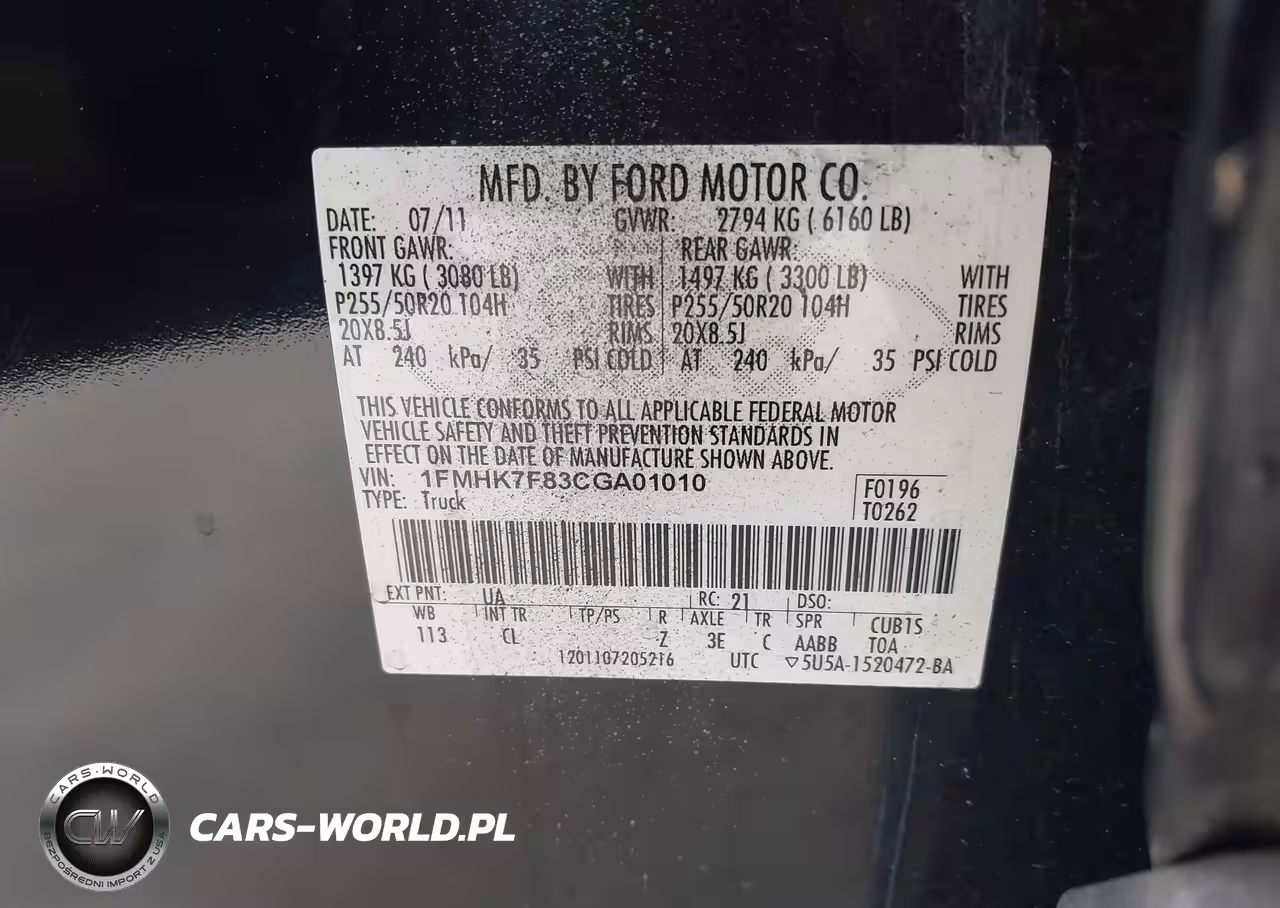 MFD. BY FORD MOTOR CO.
DATE: 07/11 GVWR: 2794 KG ( 6160 LB)
FRONT GAWR: REAR GAWR:
1397 KG ( 3080 LB) WITH 1497 KG ( 3300 LB) WITH
P255/50R20 104H TIRES P255/50R20 104H TIRES
20X8.5J RIMS 20X8.5J RIMS
AT 240 kPa/ 35 PSI COLD AT 240 kPa/ 35 PSI COLD
THIS VEHICLE CONFORMS TO ALL APPLICABLE FEDERAL MOTOR
VEHICLE SAFETY AND THEFT PREVENTION STANDARDS IN
EFFECT ON THE DATE OF MANUFACTURE SHOWN ABOVE.
VIN: 1FMHK7F83CGA01010 F0196
TYPE: Truck T0262
EXT PNT: UA RC: 21 DSO:
WB INT TR TP/PS R AXLE TR SPR CUB1S
113 CL Z 3E C AABB TOA
1201107205216 UTC ▽5U5A-1520472-BA
CARS-WORLD
CW
BEZPOŚREDNI IMPORT Z USA
CARS-WORLD.PL